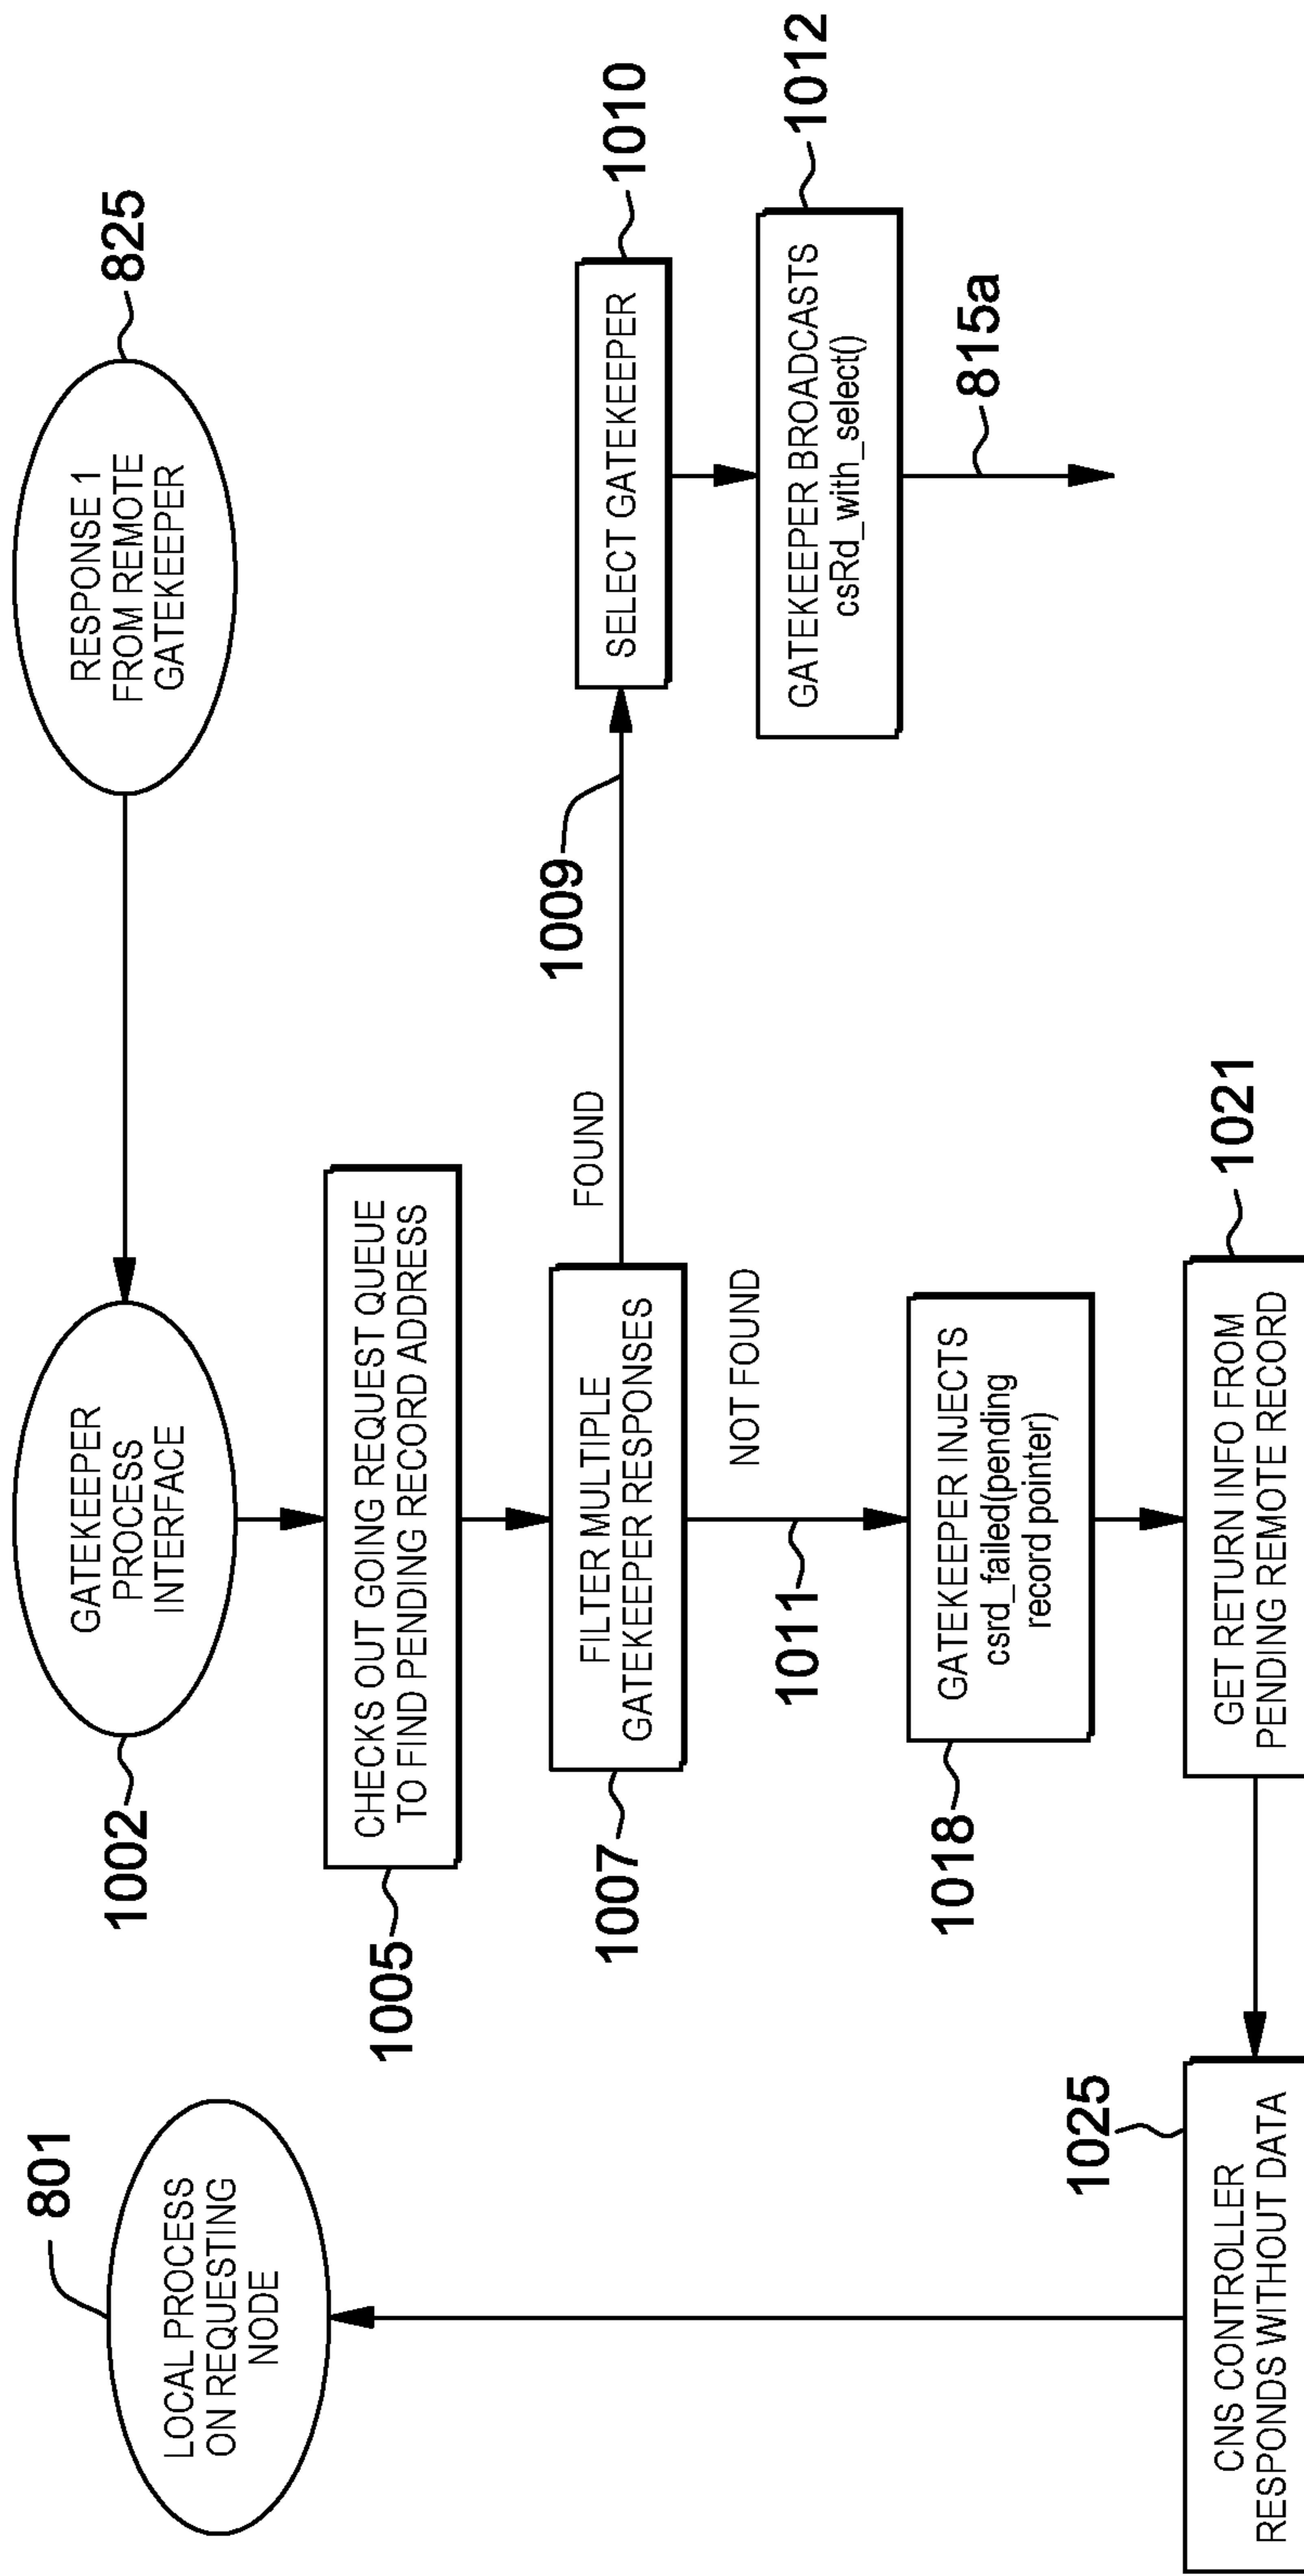 801
LOCAL PROCESS
ON REQUESTING
NODE
1002
GATEKEEPER
PROCESS
INTERFACE
825
RESPONSE 1
FROM REMOTE
GATEKEEPER
1005
CHECKS OUT GOING REQUEST QUEUE
TO FIND PENDING RECORD ADDRESS
1007
FILTER MULTIPLE
GATEKEEPER RESPONSES
FOUND
1009
SELECT GATEKEEPER
1010
GATEKEEPER BROADCASTS
csRd_with_select()
1012
815a
NOT FOUND
1011
1018
GATEKEEPER INJECTS
csrd_failed(pending
record pointer)
1021
GET RETURN INFO FROM
PENDING REMOTE RECORD
1025
CNS CONTROLLER
RESPONDS WITHOUT DATA